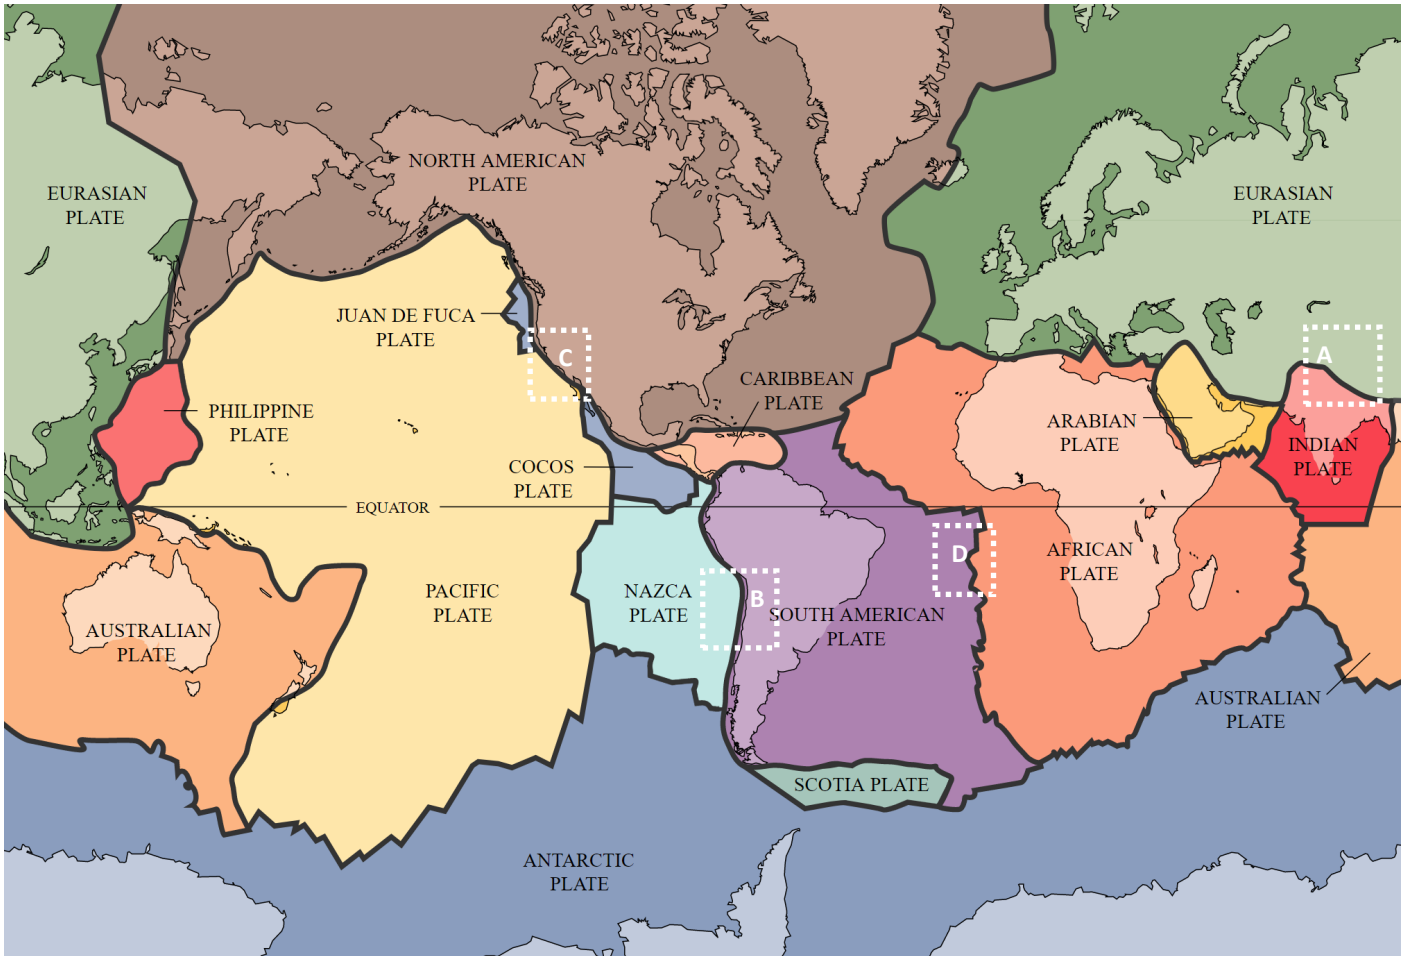 NORTH AMERICAN
PLATE
EURASIAN
PLATE
EURASIAN
PLATE
JUAN DE FUCA
PLATE
C
A
CARIBBEAN
PLATE
PHILIPPINE
PLATE
ARABIAN
PLATE
INDIAN
PLATE
COCOS
PLATE
EQUATOR
D
AFRICAN
PLATE
PACIFIC
PLATE
NAZCA
PLATE
B
SOUTH AMERICAN
PLATE
AUSTRALIAN
PLATE
AUSTRALIAN
PLATE
SCOTIA PLATE
ANTARCTIC
PLATE